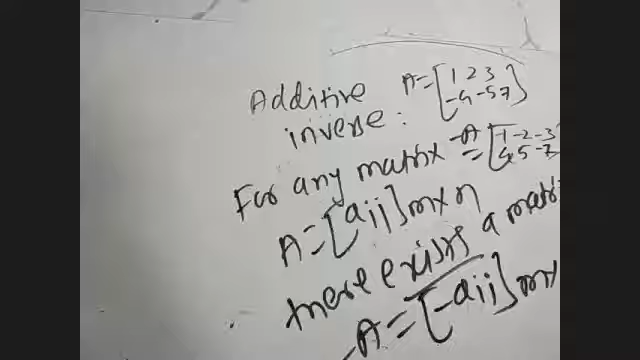 Additive A=[1 2 3
-4 -5 7]
inverse:
For any matrix -A=[-1 -2 -3
4 5 -7]
A=[aij]m×n
there exists a matri
-A=[-aij]m×